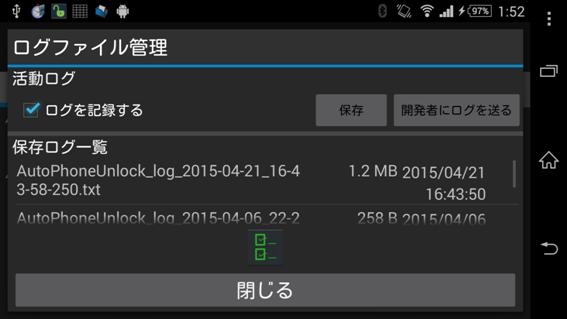 97% 1:52
ログファイル管理
活動ログ
ログを記録する 保存 開発者にログを送る
保存ログ一覧
AutoPhoneUnlock_log_2015-04-21_16-4 1.2 MB 2015/04/21
3-58-250.txt 16:43:50
AutoPhoneUnlock_log_2015-04-06_22-2 258 B 2015/04/06
閉じる